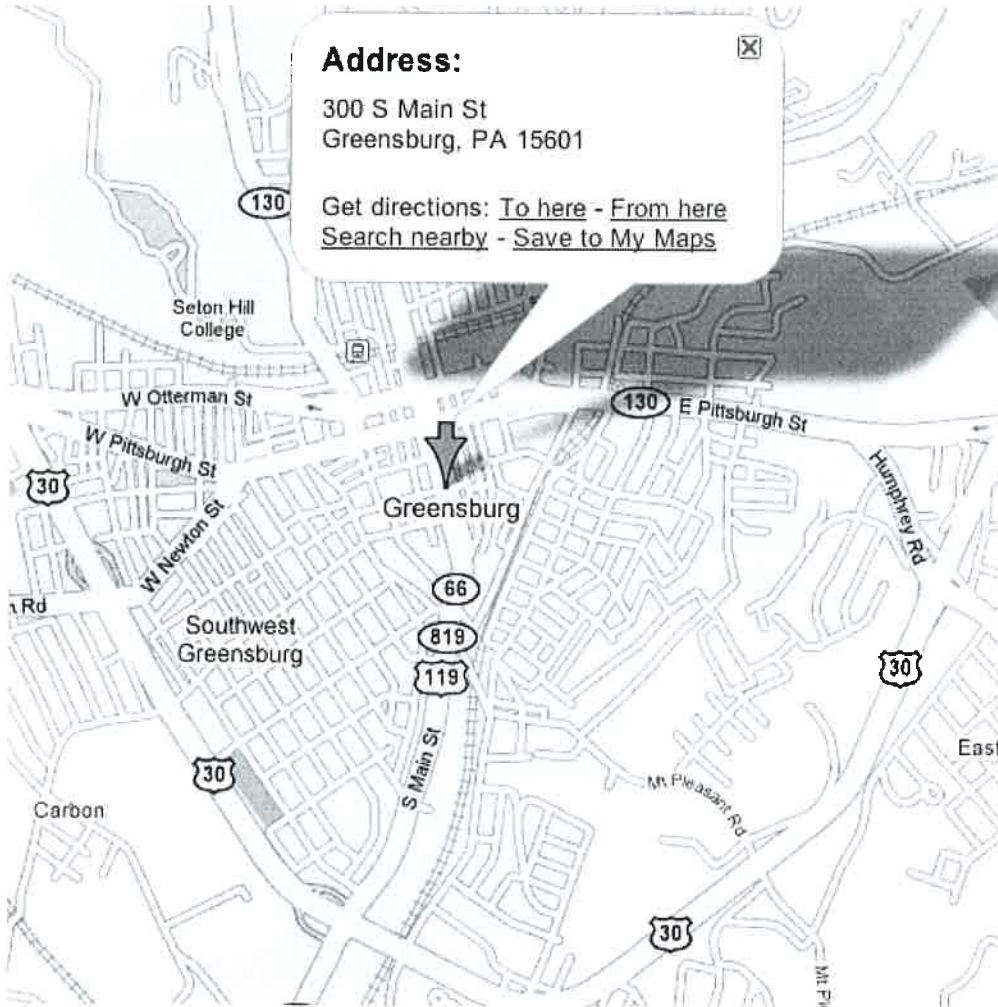 Address:
300 S Main St
Greensburg, PA 15601
Get directions: To here - From here
Search nearby - Save to My Maps
130
Seton Hill
College
W Otterman St
130
E Pittsburgh St
W Pittsburgh St
30
Humphrey Rd
Greensburg
W Newton St
66
Rd
Southwest
Greensburg
819
119
30
East
30
S Main St
Mt Pleasant Rd
Carbon
30
Mt Pl